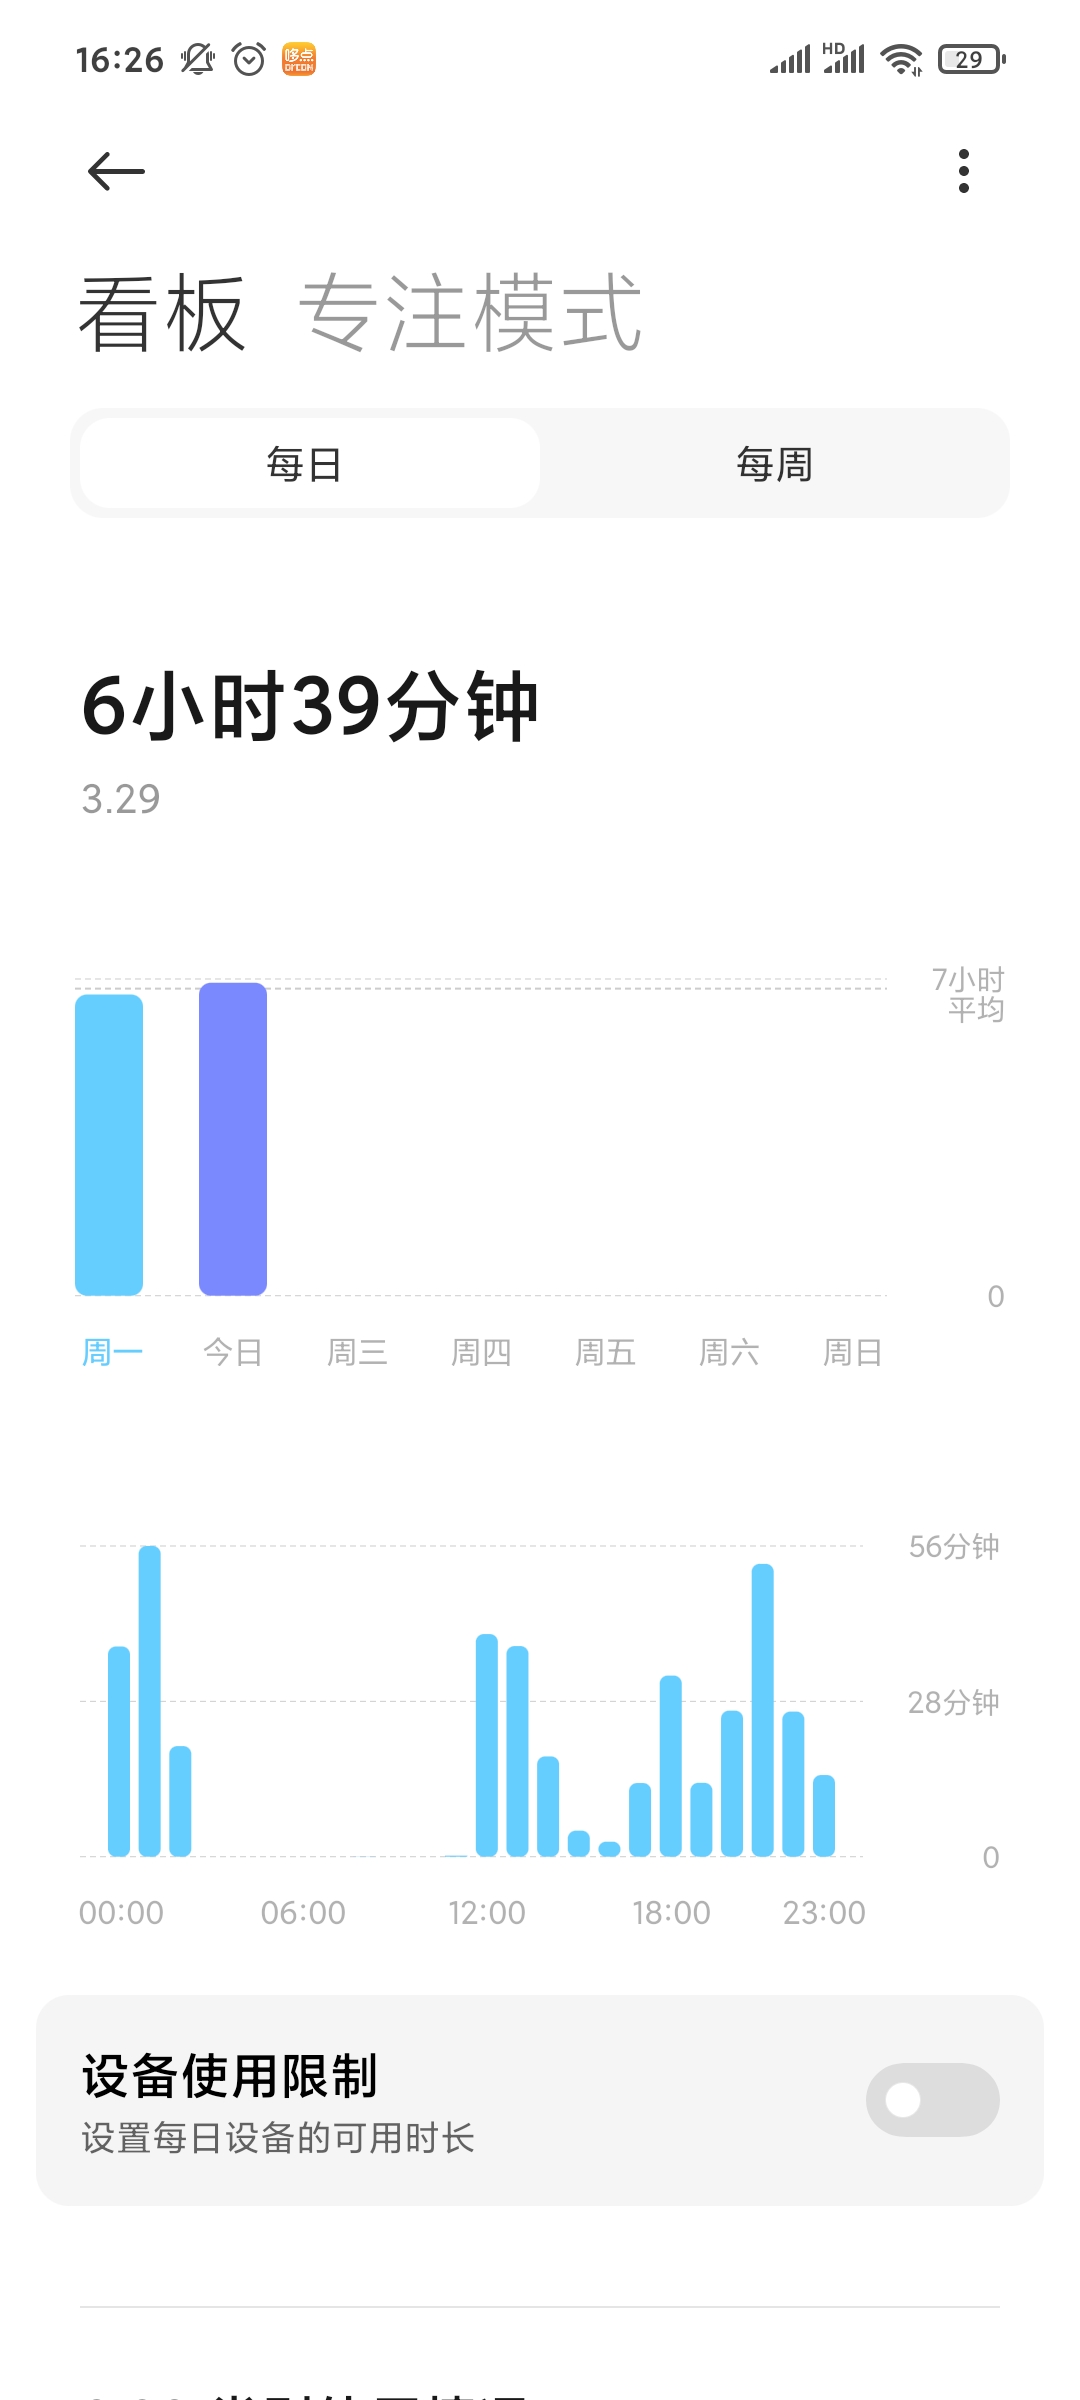 16:26 哆点 HD 29
看板 专注模式
每日 每周
6小时39分钟
3.29
7小时
平均
0
周一 今日 周三 周四 周五 周六 周日
56分钟
28分钟
0
00:00 06:00 12:00 18:00 23:00
设备使用限制
设置每日设备的可用时长